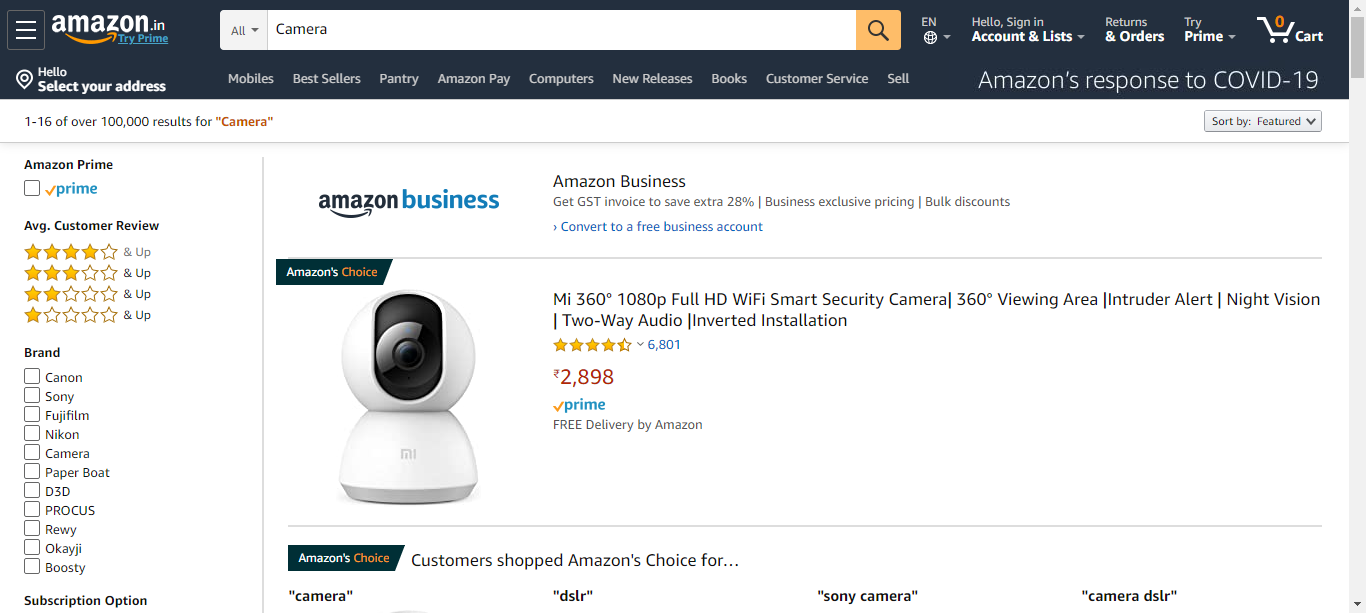 amazon.in
Try Prime
All
Camera
EN
Hello, Sign in
Account & Lists
Returns
& Orders
Try
Prime
0
Cart
Hello
Select your address
Mobiles Best Sellers Pantry Amazon Pay Computers New Releases Books Customer Service Sell
Amazon's response to COVID-19
1-16 of over 100,000 results for "Camera"
Sort by: Featured
Amazon Prime
prime
Avg. Customer Review
& Up
& Up
& Up
& Up
Brand
Canon
Sony
Fujifilm
Nikon
Camera
Paper Boat
D3D
PROCUS
Rewy
Okayji
Boosty
Subscription Option
amazon business
Amazon Business
Get GST invoice to save extra 28% | Business exclusive pricing | Bulk discounts
› Convert to a free business account
Amazon's Choice
MI
Mi 360° 1080p Full HD WiFi Smart Security Camera| 360° Viewing Area |Intruder Alert | Night Vision
| Two-Way Audio |Inverted Installation
6,801
₹2,898
prime
FREE Delivery by Amazon
Amazon's Choice Customers shopped Amazon's Choice for…
"camera" "dslr" "sony camera" "camera dslr"